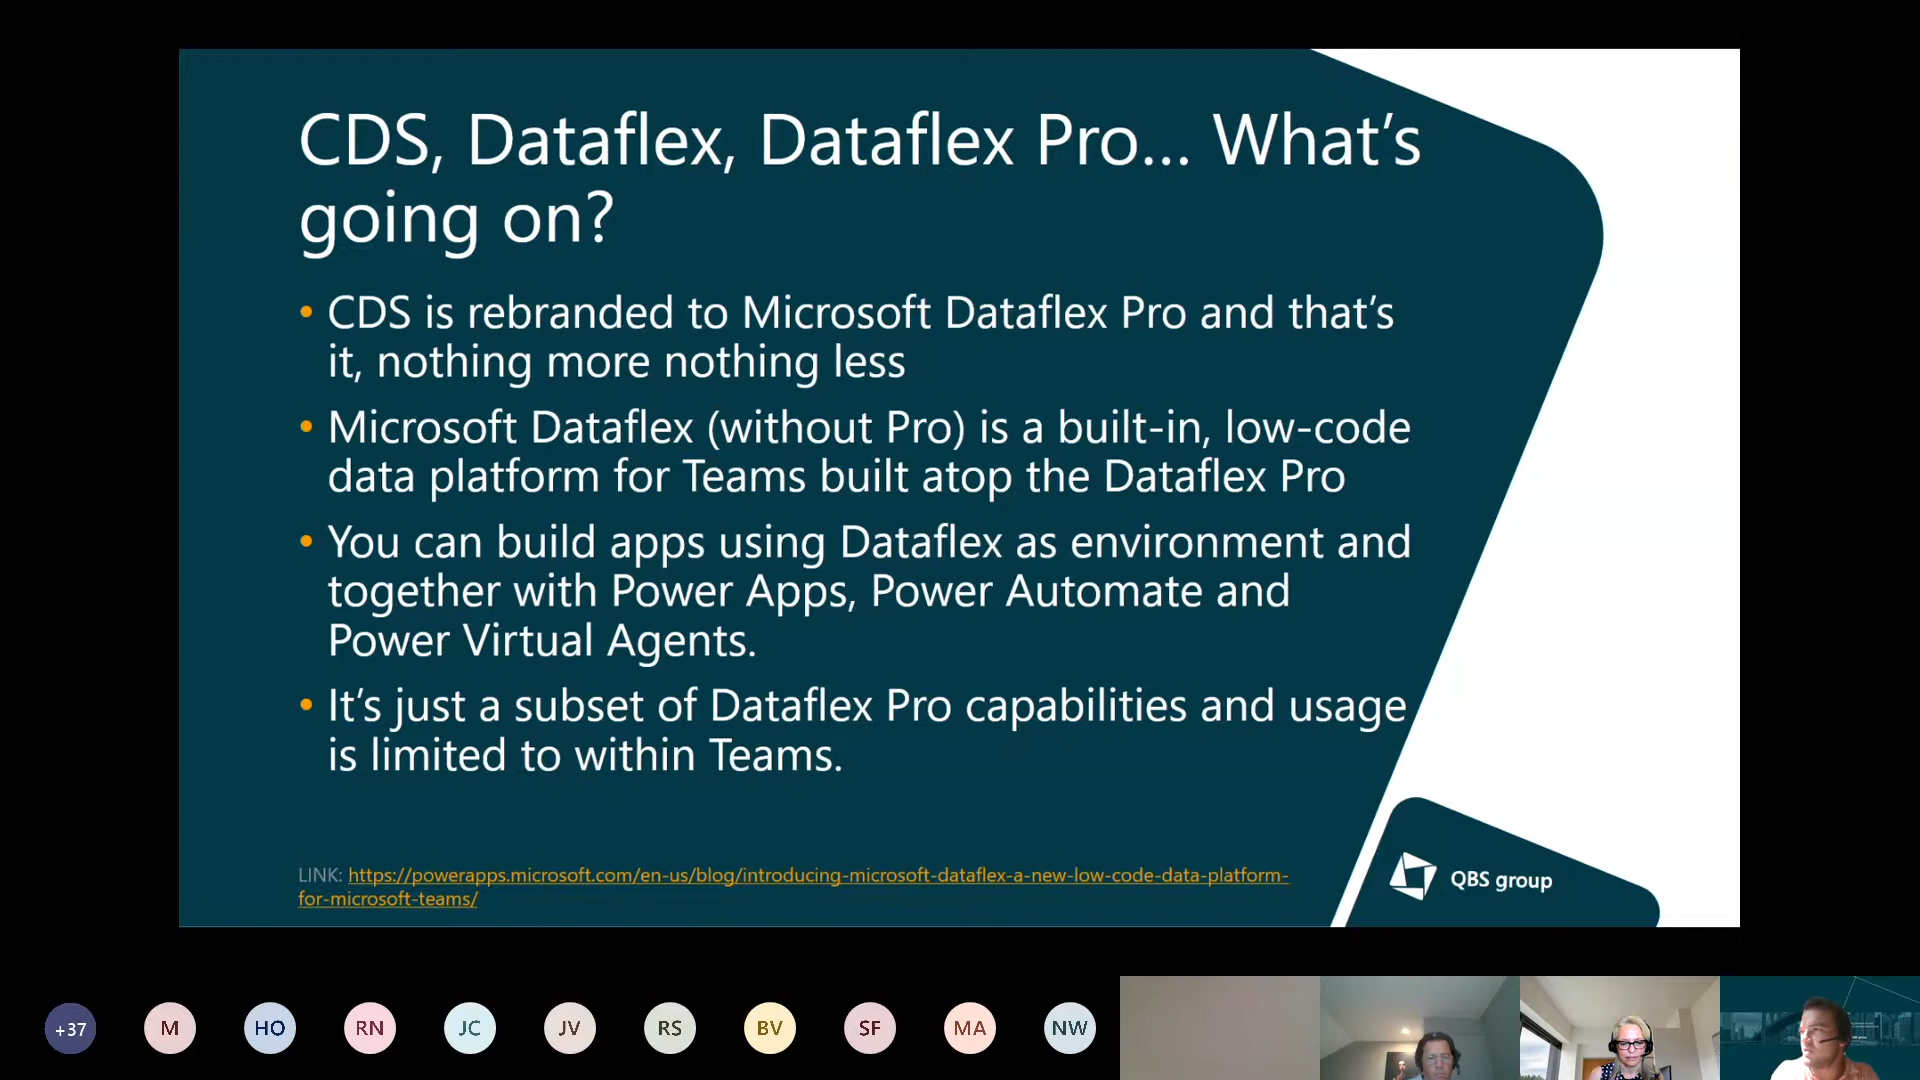 CDS, Dataflex, Dataflex Pro... What's
going on?
• CDS is rebranded to Microsoft Dataflex Pro and that's
it, nothing more nothing less
• Microsoft Dataflex (without Pro) is a built-in, low-code
data platform for Teams built atop the Dataflex Pro
• You can build apps using Dataflex as environment and
together with Power Apps, Power Automate and
Power Virtual Agents.
• It's just a subset of Dataflex Pro capabilities and usage
is limited to within Teams.
LINK: https://powerapps.microsoft.com/en-us/blog/introducing-microsoft-dataflex-a-new-low-code-data-platform-
for-microsoft-teams/
QBS group
+37 M HO RN JC JV RS BV SF MA NW